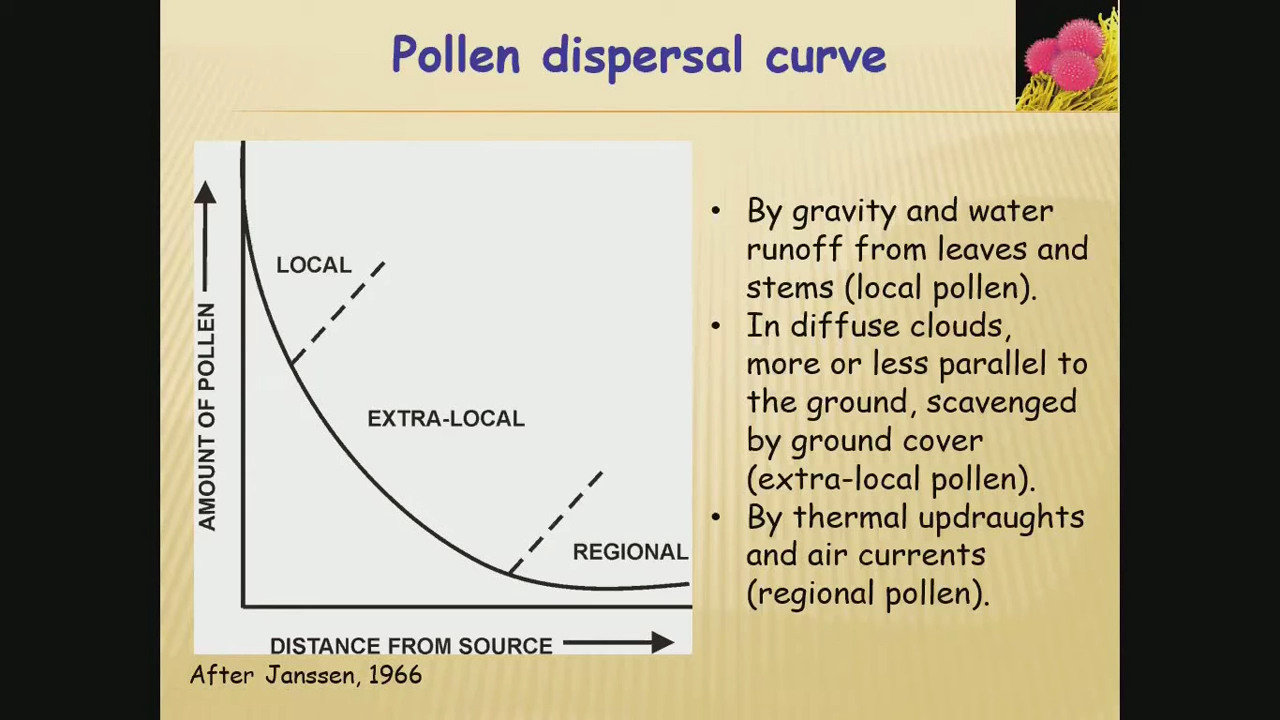 Pollen dispersal curve
AMOUNT OF POLLEN
LOCAL
EXTRA-LOCAL
REGIONAL
DISTANCE FROM SOURCE
After Janssen, 1966
• By gravity and water
runoff from leaves and
stems (local pollen).
• In diffuse clouds,
more or less parallel to
the ground, scavenged
by ground cover
(extra-local pollen).
• By thermal updraughts
and air currents
(regional pollen).